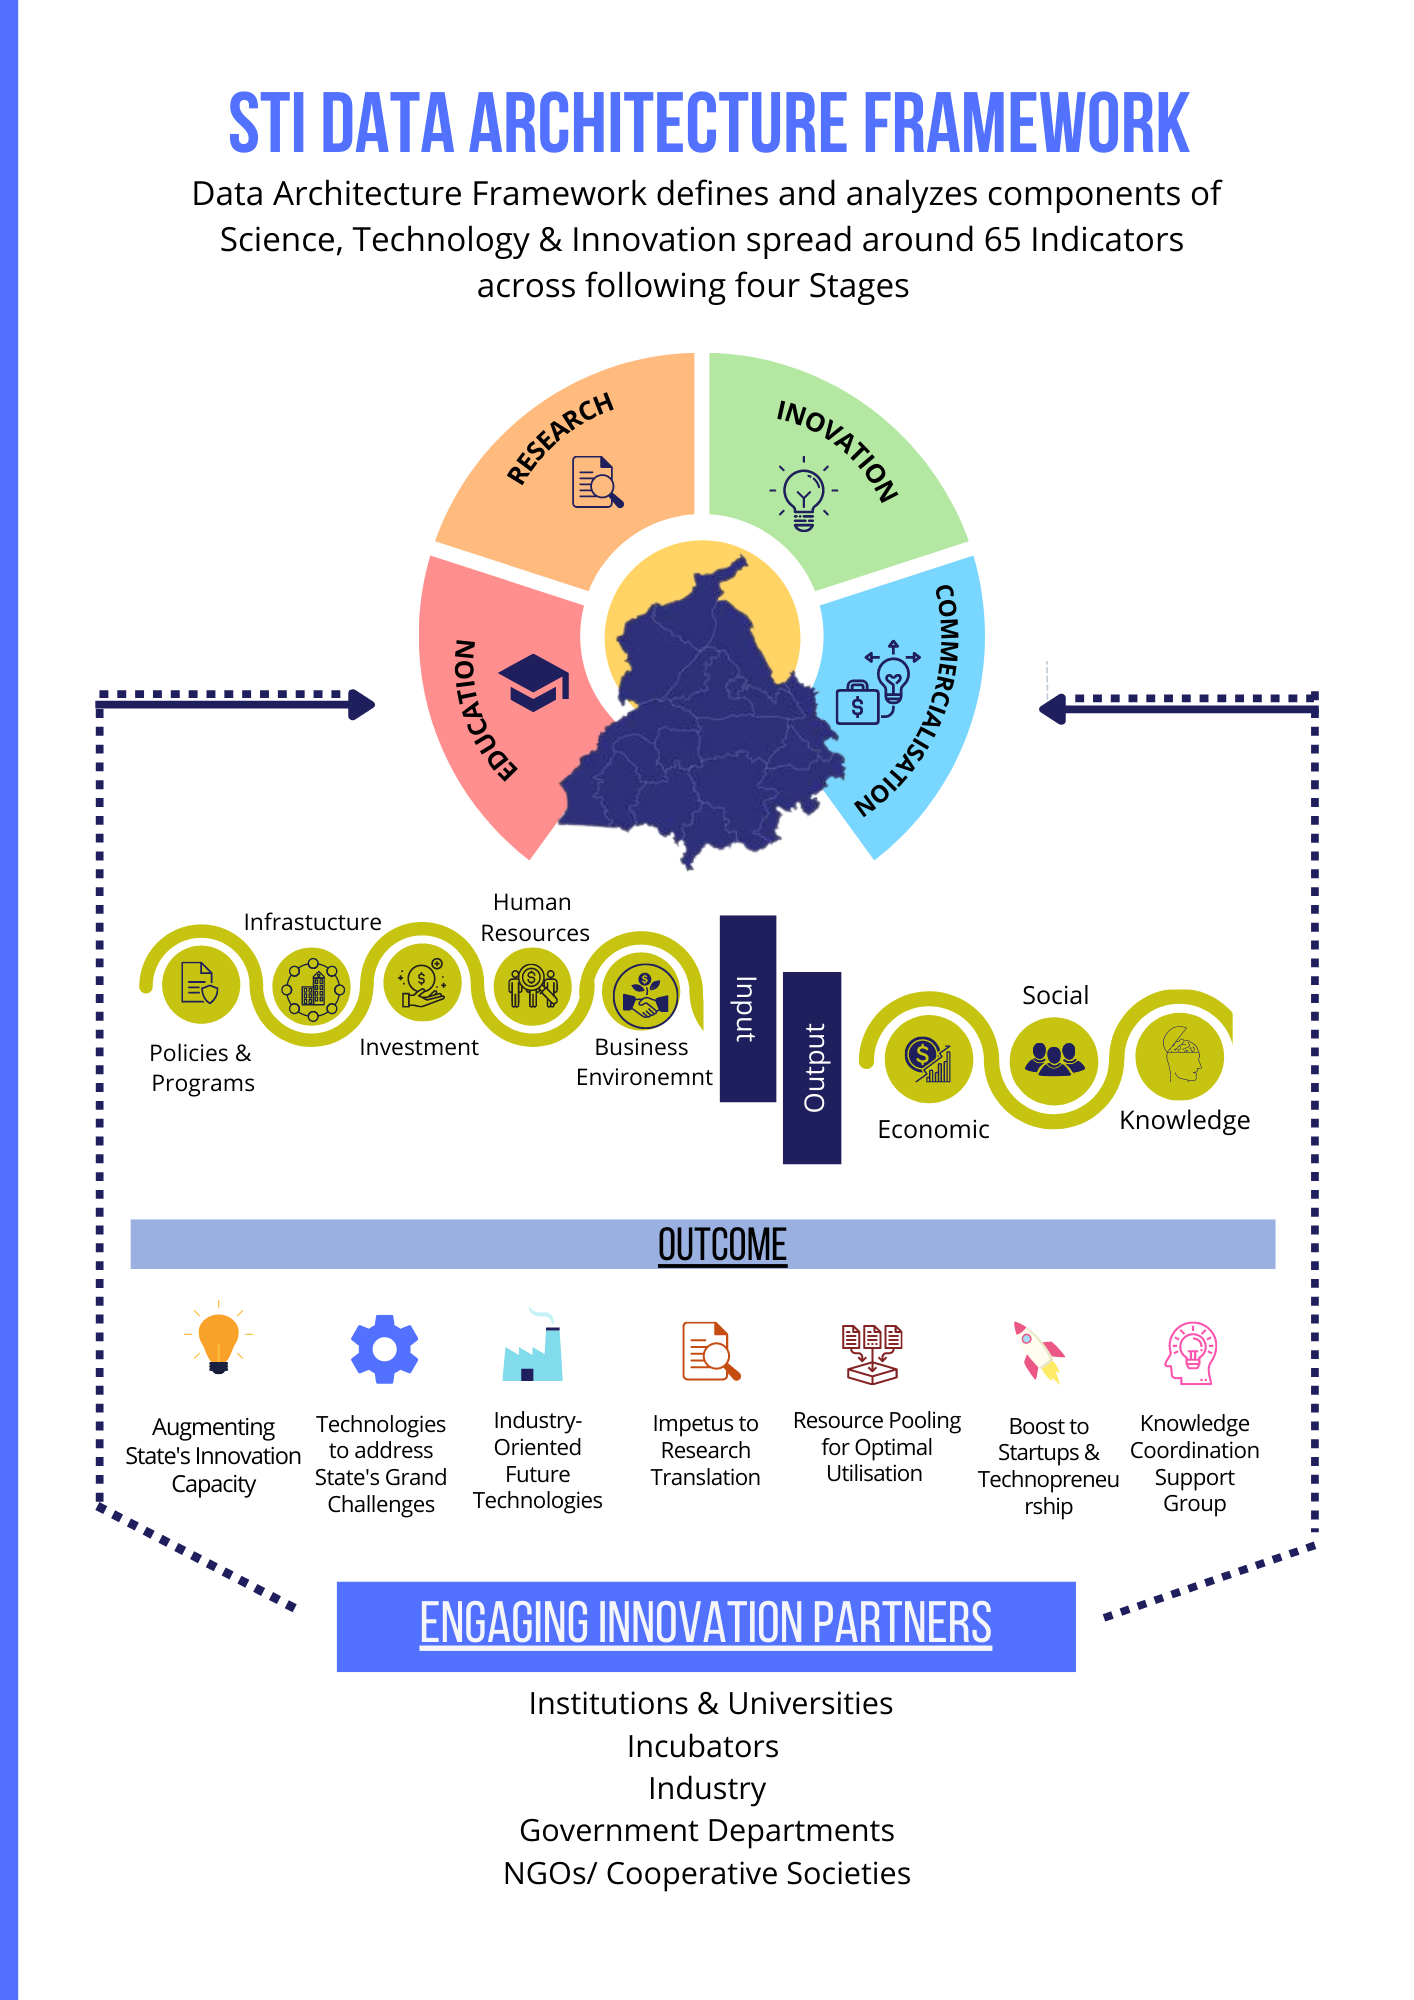 STI DATA ARCHITECTURE FRAMEWORK
Data Architecture Framework defines and analyzes components of
Science, Technology & Innovation spread around 65 Indicators
across following four Stages
EDUCATION
RESEARCH
INOVATION
COMMERCIALISATION
Policies &
Programs
Infrastucture
Investment
Human
Resources
Business
Environemnt
Input
Output
Economic
Social
Knowledge
OUTCOME
Augmenting
State's Innovation
Capacity
Technologies
to address
State's Grand
Challenges
Industry-
Oriented
Future
Technologies
Impetus to
Research
Translation
Resource Pooling
for Optimal
Utilisation
Boost to
Startups &
Technopreneu
rship
Knowledge
Coordination
Support
Group
ENGAGING INNOVATION PARTNERS
Institutions & Universities
Incubators
Industry
Government Departments
NGOs/ Cooperative Societies